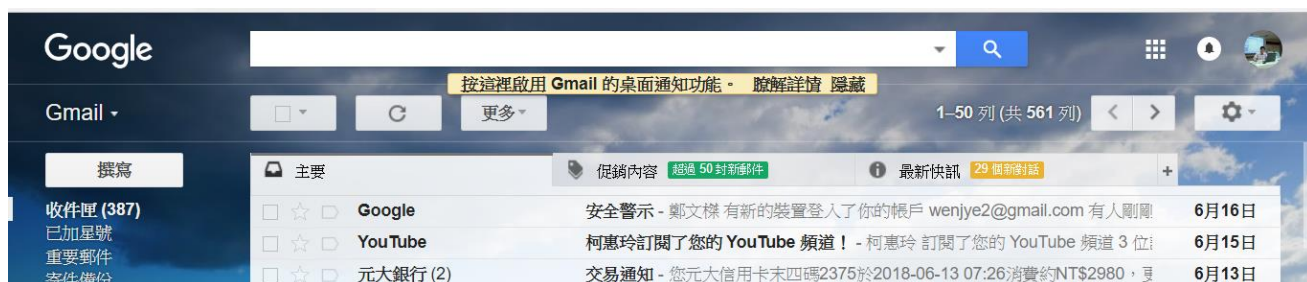 Google
按這裡啟用 Gmail 的桌面通知功能。 瞭解詳情 隱藏
Gmail 更多 1–50 列 (共 561 列)
撰寫 主要 促銷內容 超過 50 封新郵件 最新快訊 29 個新對話 +
收件匣 (387) Google 安全警示 - 鄭文樑 有新的裝置登入了你的帳戶 wenjye2@gmail.com 有人剛剛 6月16日
已加星號 YouTube 柯惠玲訂閱了您的 YouTube 頻道！ - 柯惠玲 訂閱了您的 YouTube 頻道 3 位 6月15日
重要郵件
寄件備份 元大銀行 (2) 交易通知 - 您元大信用卡末四碼2375於2018-06-13 07:26消費約NT$2980，更 6月13日